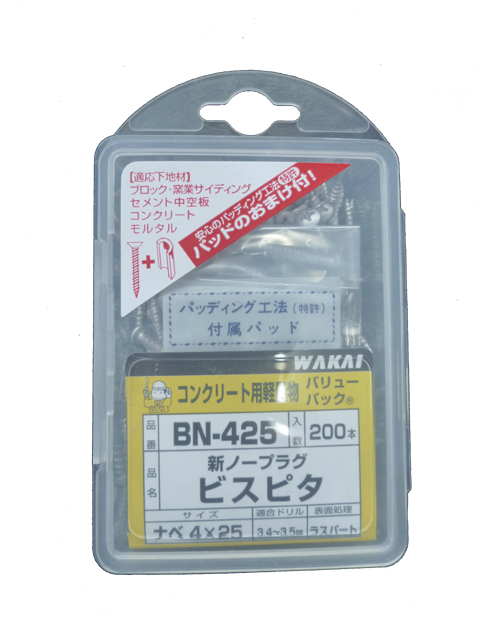 [適応下地材]
ブロック・窯業サイディング
セメント中空板
コンクリート
モルタル
安心のパッディング工法 特許
パッドのおまけ付!
パッディング工法(特許)
付属パッド
WAKAI
コンクリート用軽 物
バリュー
パック®
品番
BN-425
入数
200本
品名
新ノープラグ
ビスピタ
サイズ
適合ドリル
表面処理
ナベ 4×25
3.4~3.5㎜
ラスパート